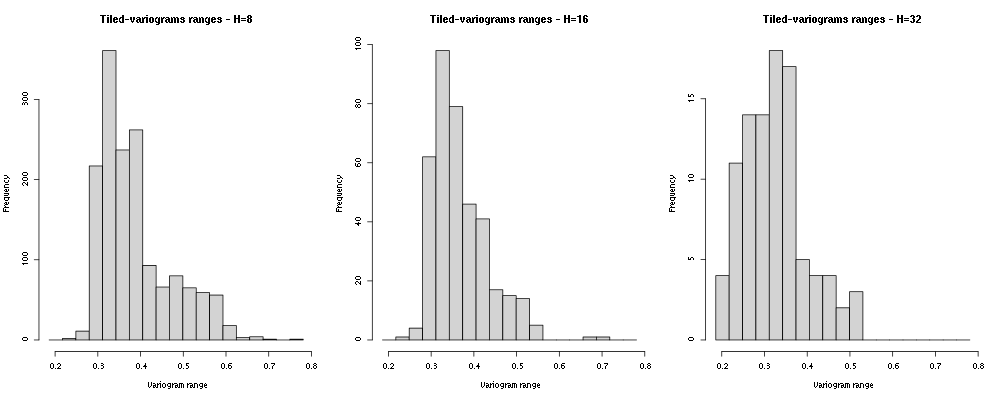 Tiled-variograms ranges - H=8
Frequency
300
200
100
0
0.2 0.3 0.4 0.5 0.6 0.7 0.8
Variogram range
Tiled-variograms ranges - H=16
Frequency
100
80
60
40
20
0
0.2 0.3 0.4 0.5 0.6 0.7 0.8
Variogram range
Tiled-variograms ranges - H=32
Frequency
15
10
5
0
0.2 0.3 0.4 0.5 0.6 0.7 0.8
Variogram range